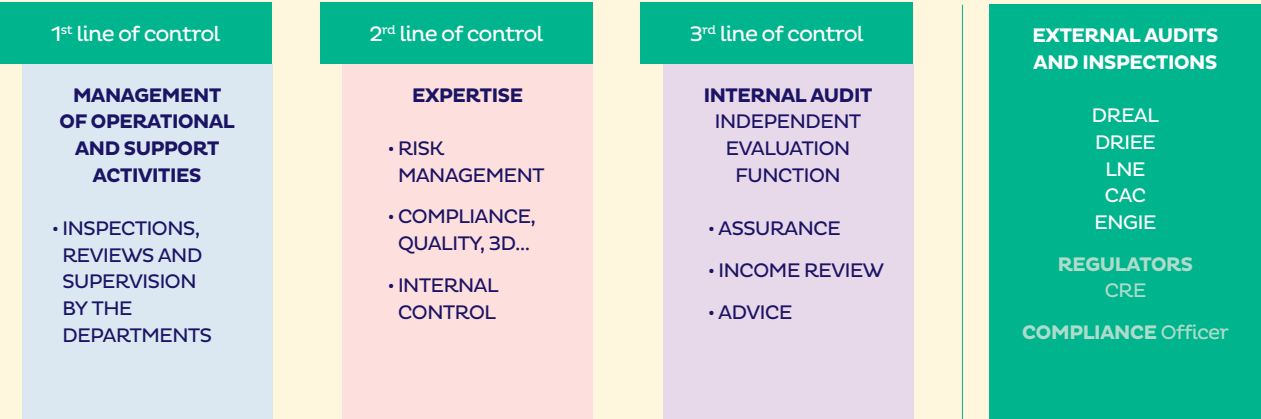 1st line of control
MANAGEMENT
OF OPERATIONAL
AND SUPPORT
ACTIVITIES
• INSPECTIONS,
REVIEWS AND
SUPERVISION
BY THE
DEPARTMENTS
2rd line of control
EXPERTISE
• RISK
MANAGEMENT
• COMPLIANCE,
QUALITY, 3D...
• INTERNAL
CONTROL
3rd line of control
INTERNAL AUDIT
INDEPENDENT
EVALUATION
FUNCTION
• ASSURANCE
• INCOME REVIEW
• ADVICE
EXTERNAL AUDITS
AND INSPECTIONS
DREAL
DRIEE
LNE
CAC
ENGIE
REGULATORS
CRE
COMPLIANCE Officer